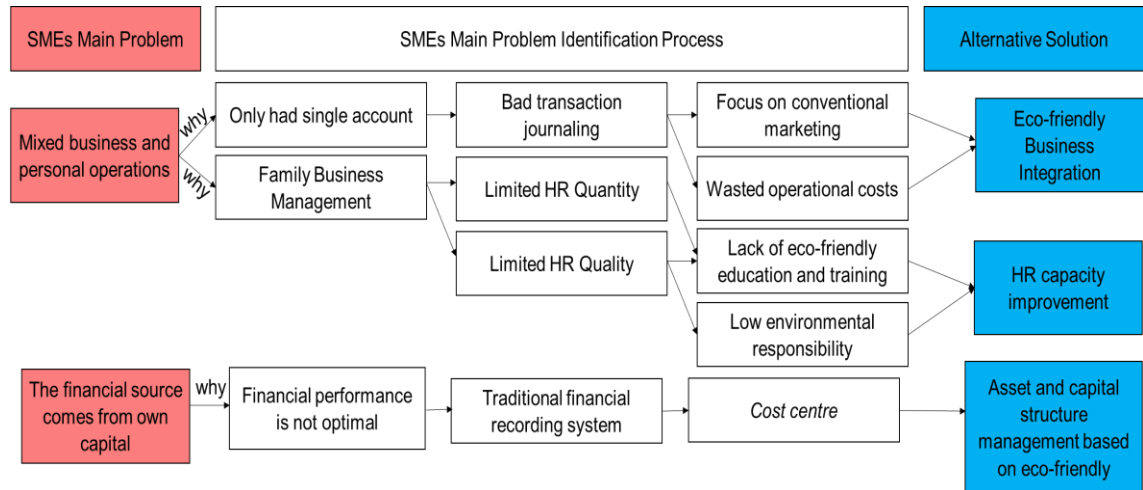 SMEs Main Problem
SMEs Main Problem Identification Process
Alternative Solution
Mixed business and
personal operations
why
why
Only had single account
Family Business
Management
Bad transaction
journaling
Limited HR Quantity
Limited HR Quality
Focus on conventional
marketing
Wasted operational costs
Lack of eco-friendly
education and training
Low environmental
responsibility
Eco-friendly
Business
Integration
HR capacity
improvement
The financial source
comes from own
capital
why
Financial performance
is not optimal
Traditional financial
recording system
Cost centre
Asset and capital
structure
management based
on eco-friendly